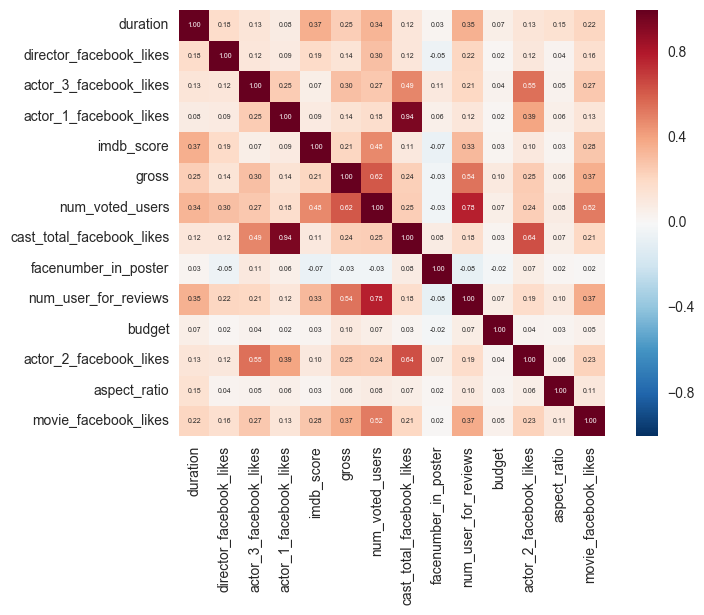 duration 1.00 0.18 0.13 0.08 0.37 0.25 0.34 0.12 0.03 0.35 0.07 0.13 0.15 0.22
director_facebook_likes 0.18 1.00 0.12 0.09 0.19 0.14 0.30 0.12 -0.05 0.22 0.02 0.12 0.04 0.16
actor_3_facebook_likes 0.13 0.12 1.00 0.25 0.07 0.30 0.27 0.49 0.11 0.21 0.04 0.55 0.05 0.27
actor_1_facebook_likes 0.08 0.09 0.25 1.00 0.09 0.14 0.18 0.94 0.06 0.12 0.02 0.39 0.06 0.13
imdb_score 0.37 0.19 0.07 0.09 1.00 0.21 0.48 0.11 -0.07 0.33 0.03 0.10 0.03 0.28
gross 0.25 0.14 0.30 0.14 0.21 1.00 0.62 0.24 -0.03 0.54 0.10 0.25 0.06 0.37
num_voted_users 0.34 0.30 0.27 0.18 0.48 0.62 1.00 0.25 -0.03 0.78 0.07 0.24 0.08 0.52
cast_total_facebook_likes 0.12 0.12 0.49 0.94 0.11 0.24 0.25 1.00 0.08 0.18 0.03 0.64 0.07 0.21
facenumber_in_poster 0.03 -0.05 0.11 0.06 -0.07 -0.03 -0.03 0.08 1.00 -0.08 -0.02 0.07 0.02 0.02
num_user_for_reviews 0.35 0.22 0.21 0.12 0.33 0.54 0.78 0.18 -0.08 1.00 0.07 0.19 0.10 0.37
budget 0.07 0.02 0.04 0.02 0.03 0.10 0.07 0.03 -0.02 0.07 1.00 0.04 0.03 0.05
actor_2_facebook_likes 0.13 0.12 0.55 0.39 0.10 0.25 0.24 0.64 0.07 0.19 0.04 1.00 0.06 0.23
aspect_ratio 0.15 0.04 0.05 0.06 0.03 0.06 0.08 0.07 0.02 0.10 0.03 0.06 1.00 0.11
movie_facebook_likes 0.22 0.16 0.27 0.13 0.28 0.37 0.52 0.21 0.02 0.37 0.05 0.23 0.11 1.00
duration
director_facebook_likes
actor_3_facebook_likes
actor_1_facebook_likes
imdb_score
gross
num_voted_users
cast_total_facebook_likes
facenumber_in_poster
num_user_for_reviews
budget
actor_2_facebook_likes
aspect_ratio
movie_facebook_likes
0.8
0.4
0.0
-0.4
-0.8